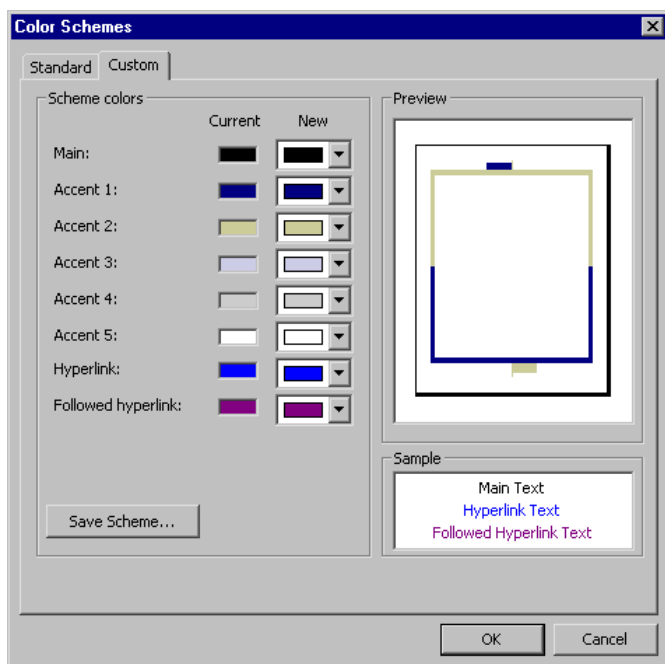 Color Schemes
Standard
Custom
Scheme colors
Current New
Main:
Accent 1:
Accent 2:
Accent 3:
Accent 4:
Accent 5:
Hyperlink:
Followed hyperlink:
Save Scheme...
Preview
Sample
Main Text
Hyperlink Text
Followed Hyperlink Text
OK
Cancel